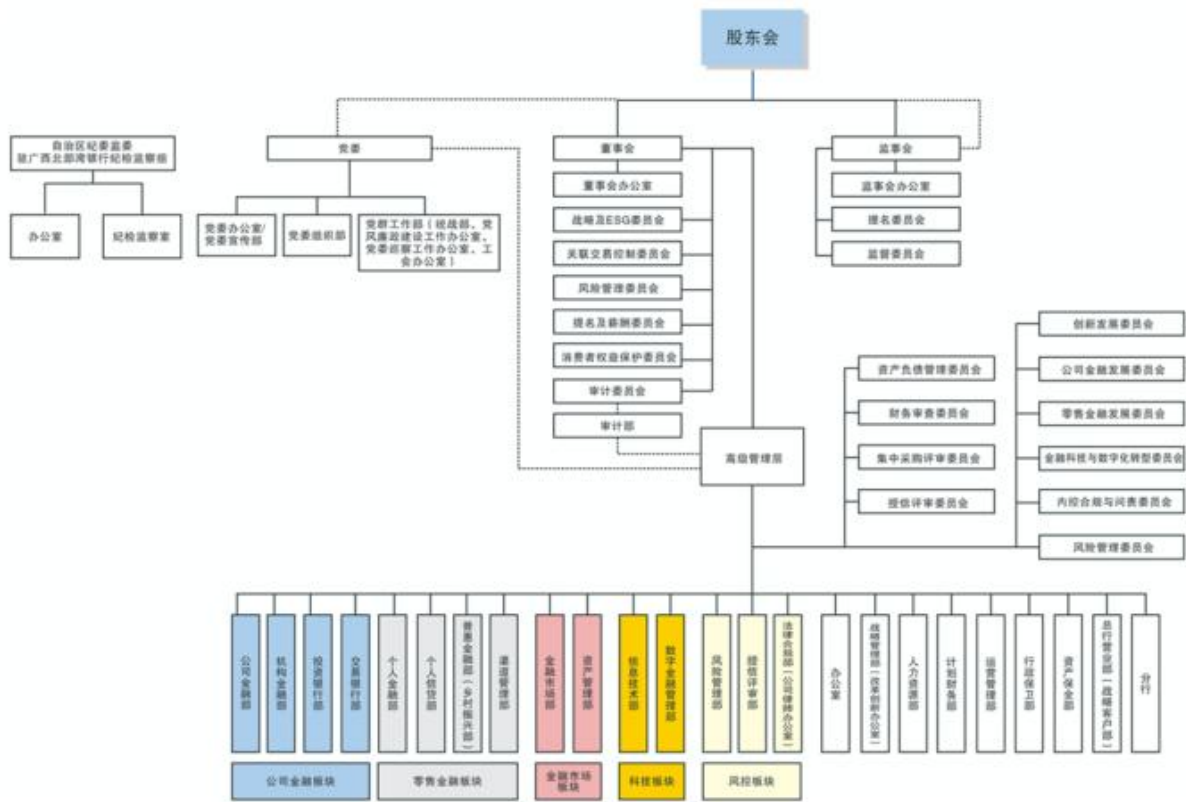 股东会
自治区纪委监委
驻广西北部湾银行纪检监察组
办公室
纪检监察室
党委
党委办公室/
党委宣传部
党委组织部
党群工作部（统战部、党
风廉政建设工作办公室、
党委巡察工作办公室、工
会办公室）
董事会
董事会办公室
战略及ESG委员会
关联交易控制委员会
风险管理委员会
提名及薪酬委员会
消费者权益保护委员会
审计委员会
审计部
监事会
监事会办公室
提名委员会
监督委员会
高级管理层
资产负债管理委员会
财务审查委员会
集中采购评审委员会
授信评审委员会
创新发展委员会
公司金融发展委员会
零售金融发展委员会
金融科技与数字化转型委员会
内控合规与问责委员会
风险管理委员会
公司金融部
机构金融部
投资银行部
交易银行部
个人金融部
个人信贷部
普惠金融部（乡村振兴部）
渠道管理部
金融市场部
资产管理部
信息技术部
数字金融管理部
风险管理部
授信评审部
法律合规部（公司律师办公室）
办公室
战略管理部（改革创新办公室）
人力资源部
计划财务部
运营管理部
行政保卫部
资产保全部
总行营业部（战略客户部）
分行
公司金融板块
零售金融板块
金融市场
板块
科技板块
风控板块